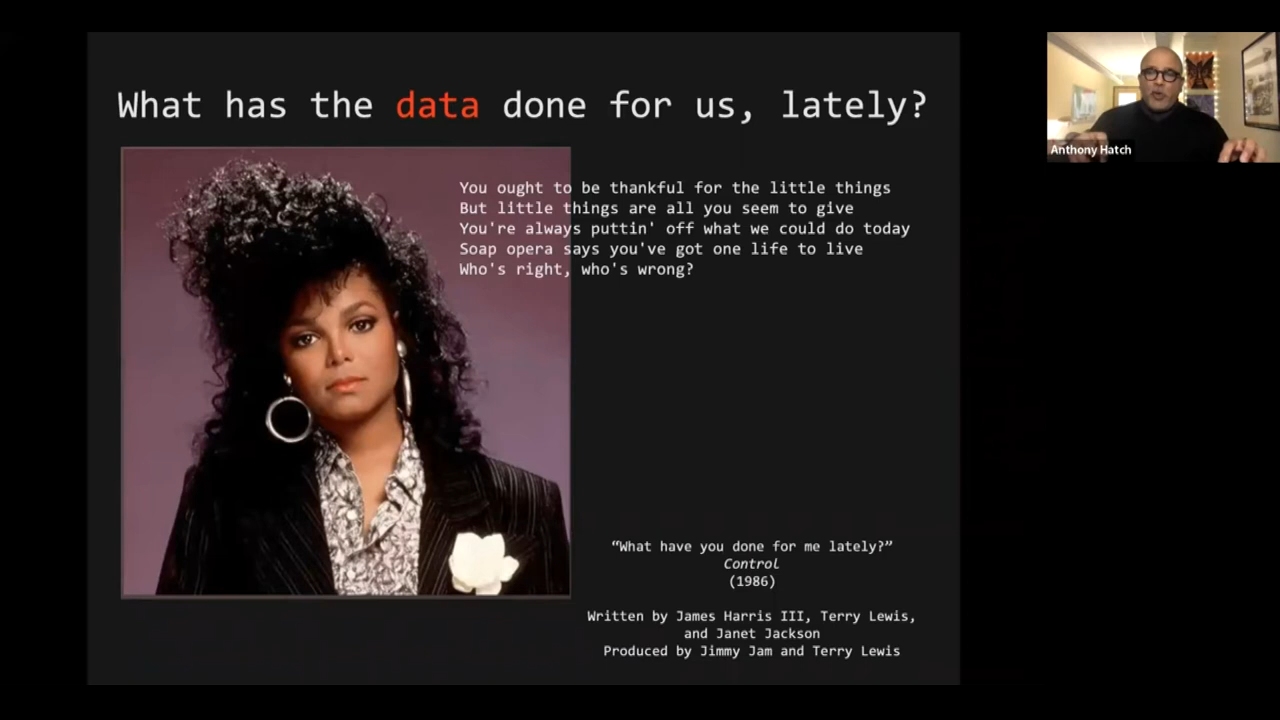 What has the data done for us, lately?
You ought to be thankful for the little things
But little things are all you seem to give
You're always puttin' off what we could do today
Soap opera says you've got one life to live
Who's right, who's wrong?
“What have you done for me lately?”
Control
(1986)
Written by James Harris III, Terry Lewis,
and Janet Jackson
Produced by Jimmy Jam and Terry Lewis
Anthony Hatch